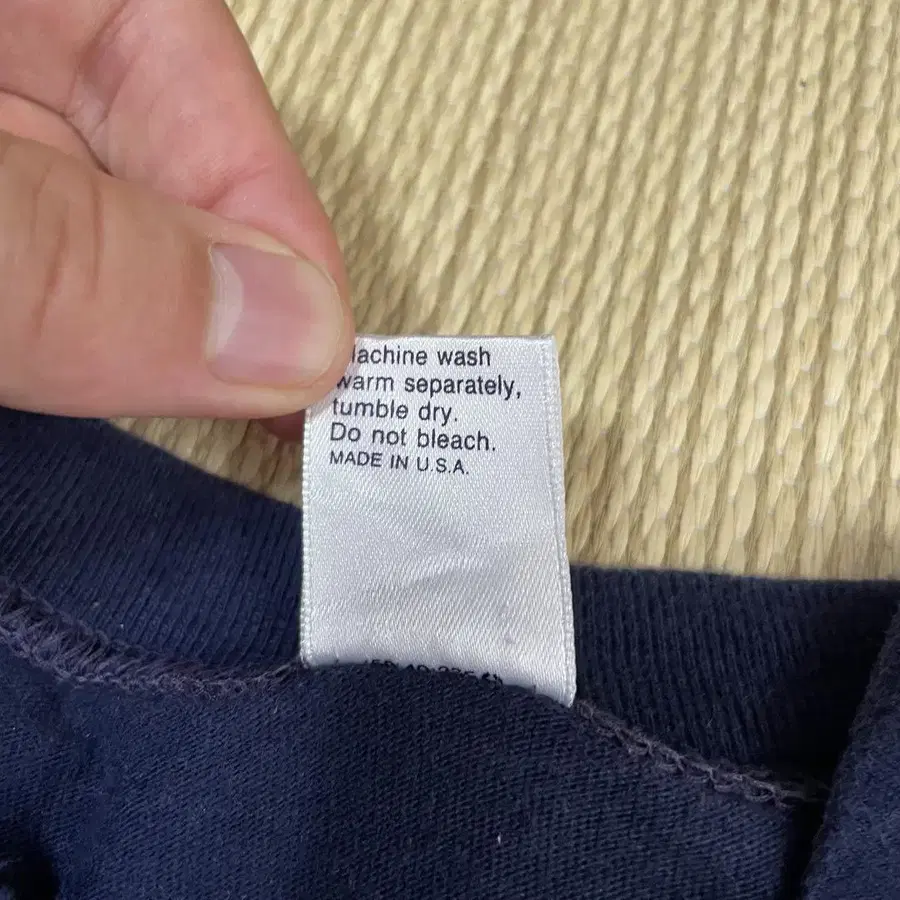 achine wash
warm separately,
tumble dry.
Do not bleach.
MADE IN U.S.A.